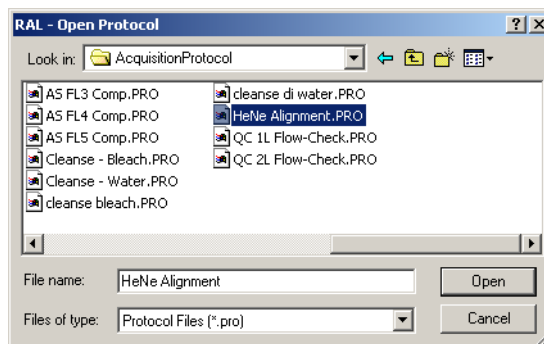 RAL - Open Protocol
Look in: AcquisitionProtocol
AS FL3 Comp.PRO
AS FL4 Comp.PRO
AS FL5 Comp.PRO
Cleanse - Bleach.PRO
Cleanse - Water.PRO
cleanse bleach.PRO
cleanse di water.PRO
HeNe Alignment.PRO
QC 1L Flow-Check.PRO
QC 2L Flow-Check.PRO
File name: HeNe Alignment Open
Files of type: Protocol Files (*.pro) Cancel